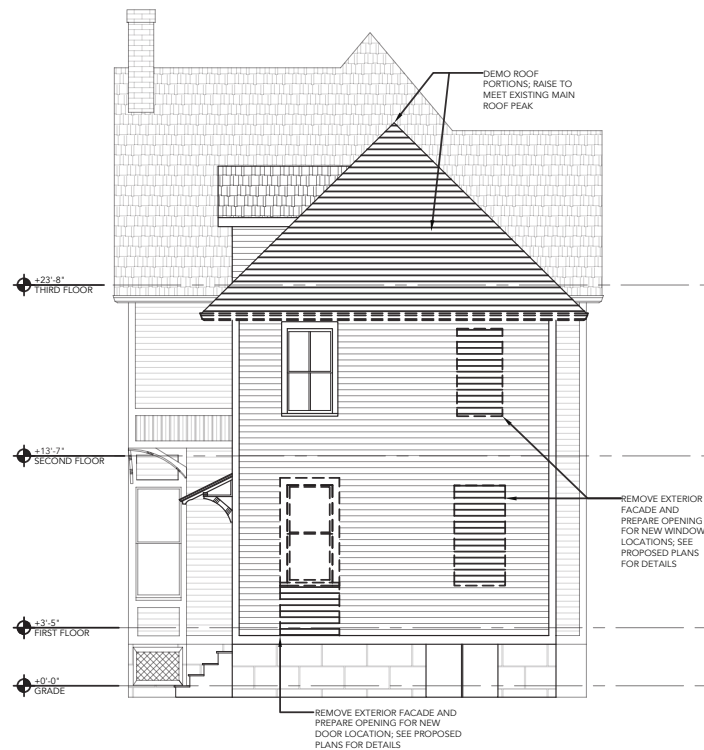 DEMO ROOF
PORTIONS; RAISE TO
MEET EXISTING MAIN
ROOF PEAK
+23'-8"
THIRD FLOOR
+13'-7"
SECOND FLOOR
REMOVE EXTERIOR
FACADE AND
PREPARE OPENING
FOR NEW WINDOW
LOCATIONS; SEE
PROPOSED PLANS
FOR DETAILS
+3'-5"
FIRST FLOOR
+0'-0"
GRADE
REMOVE EXTERIOR FACADE AND
PREPARE OPENING FOR NEW
DOOR LOCATION; SEE PROPOSED
PLANS FOR DETAILS